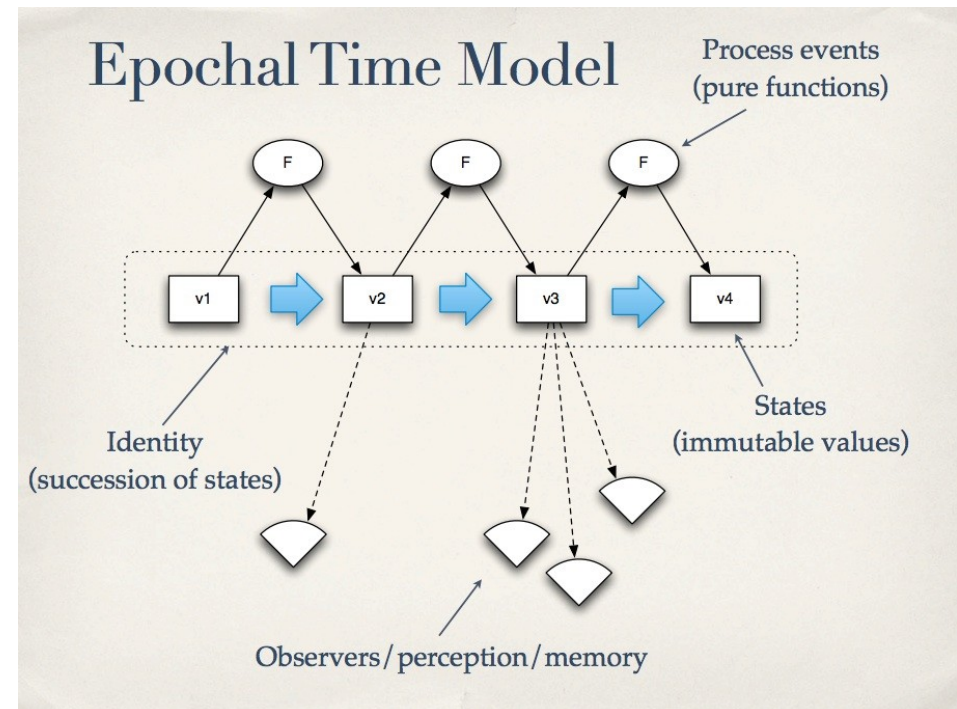 Epochal Time Model
Process events
(pure functions)
F
F
F
v1
v2
v3
v4
Identity
(succession of states)
States
(immutable values)
Observers/perception/memory